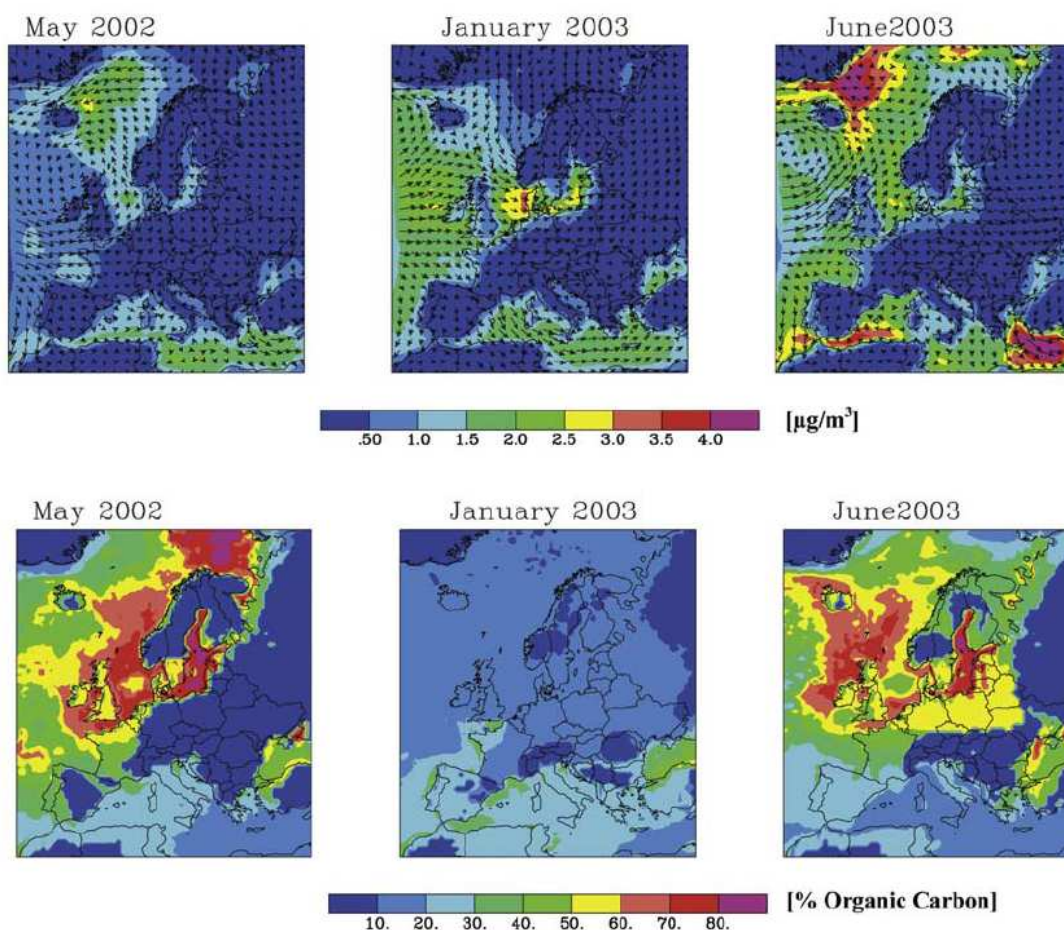 May 2002
January 2003
June2003
[µg/m³]
.50 1.0 1.5 2.0 2.5 3.0 3.5 4.0
May 2002
January 2003
June2003
[% Organic Carbon]
10. 20. 30. 40. 50. 60. 70. 80.